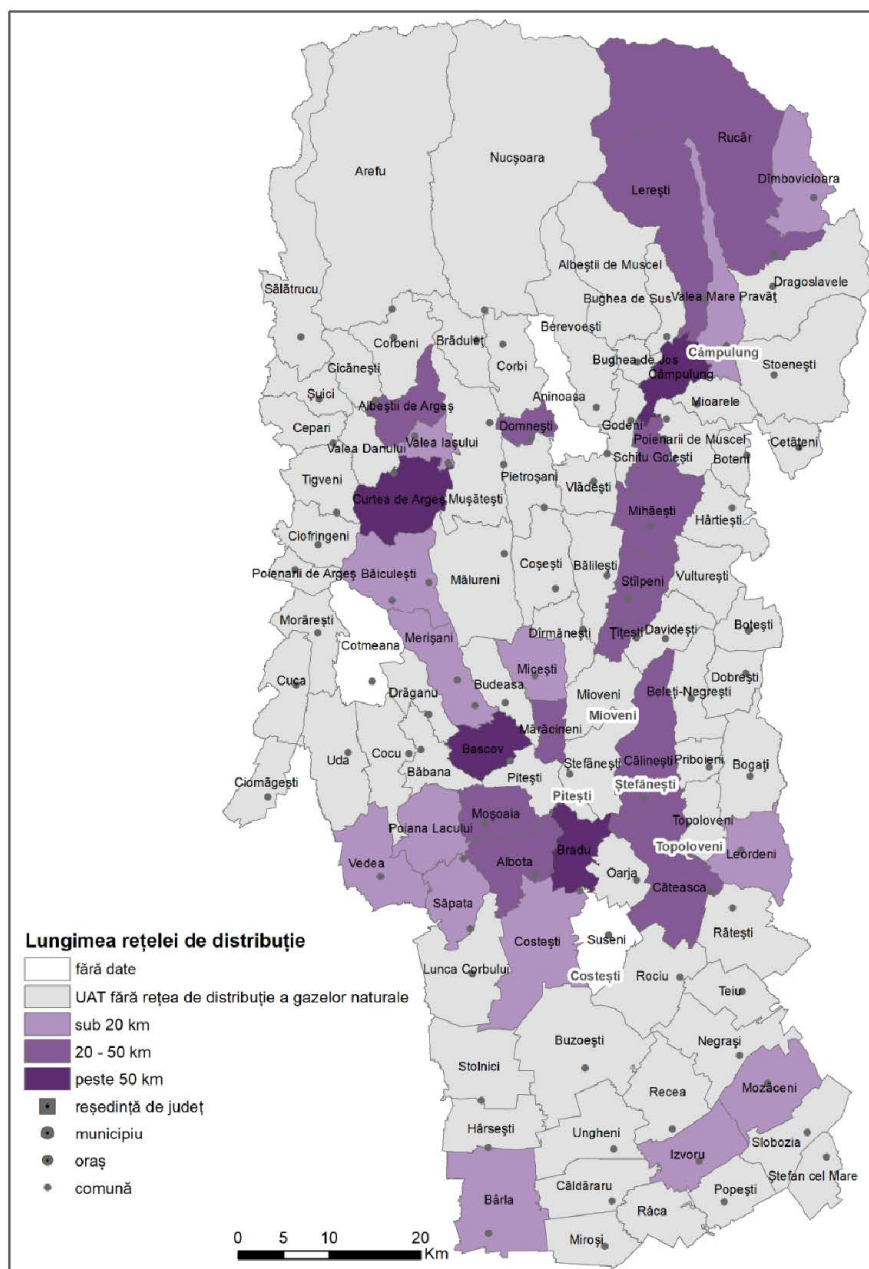 Rucăr
Nucșoara
Arefu
Dîmbovicioara
Lerești
Albeștii de Muscel
Dragoslavele
Sălătrucu
Bughea de Sus
Valea Mare Pravăț
Berevoești
Corbeni
Brăduleț
Corbi
Bughea de Jos
Câmpulung
Câmpulung
Stoenești
Cicănești
Șuici
Albeștii de Argeș
Aninoasa
Mioarele
Cepari
Domnești
Godeni
Valea Danului
Valea Iașului
Poienarii de Muscel
Cetățeni
Schitu Golești
Boteni
Tigveni
Pietroșani
Curtea de Argeș
Mușătești
Vlădești
Mihăești
Hârtiești
Ciofringeni
Coșești
Bălilești
Poienarii de Argeș
Băiculești
Mălureni
Stîlpeni
Vulturești
Morărești
Dîrmănești
Țițești
Davidești
Botești
Cotmeana
Merișani
Micești
Cuca
Drăganu
Budeasa
Mioveni
Beleți-Negrești
Dobrești
Mioveni
Mărăcineni
Uda
Cocu
Bascov
Călinești
Priboieni
Bogați
Băbana
Ștefănești
Ciomăgești
Pitești
Ștefănești
Pitești
Moșoaia
Topoloveni
Poiana Lacului
Topoloveni
Vedea
Albota
Bradu
Leordeni
Oarja
Căteasca
Săpata
Costești
Suseni
Rătești
Lungimea rețelei de distribuție
fără date
Lunca Corbului
Costești
Rociu
Teiu
UAT fără rețea de distribuție a gazelor naturale
sub 20 km
20 - 50 km
peste 50 km
reședință de județ
municipiu
oraș
comună
Buzoești
Negrași
Stolnici
Recea
Mozăceni
Hârsești
Ungheni
Slobozia
Izvoru
Ștefan cel Mare
Bârla
Căldăraru
Popești
Râca
Miroși
0 5 10 20
Km